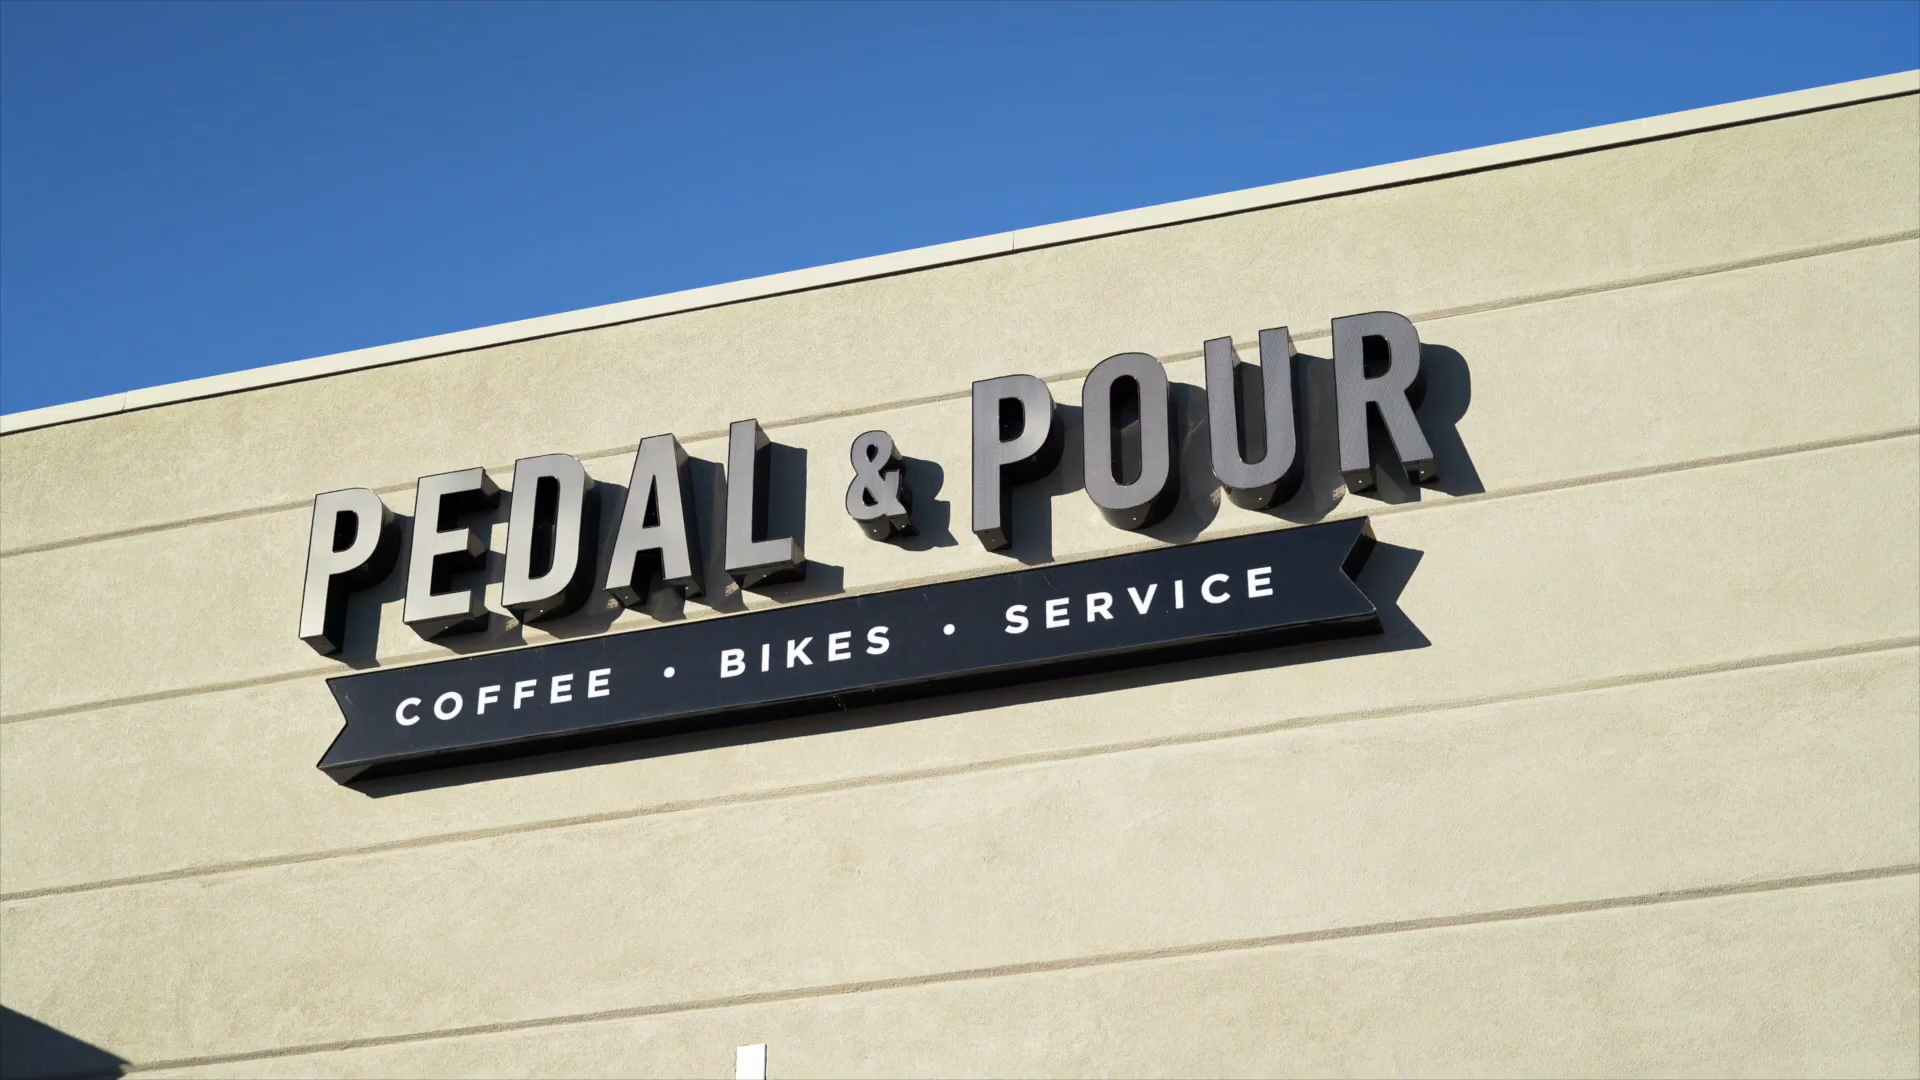 PEDAL & POUR
COFFEE • BIKES • SERVICE